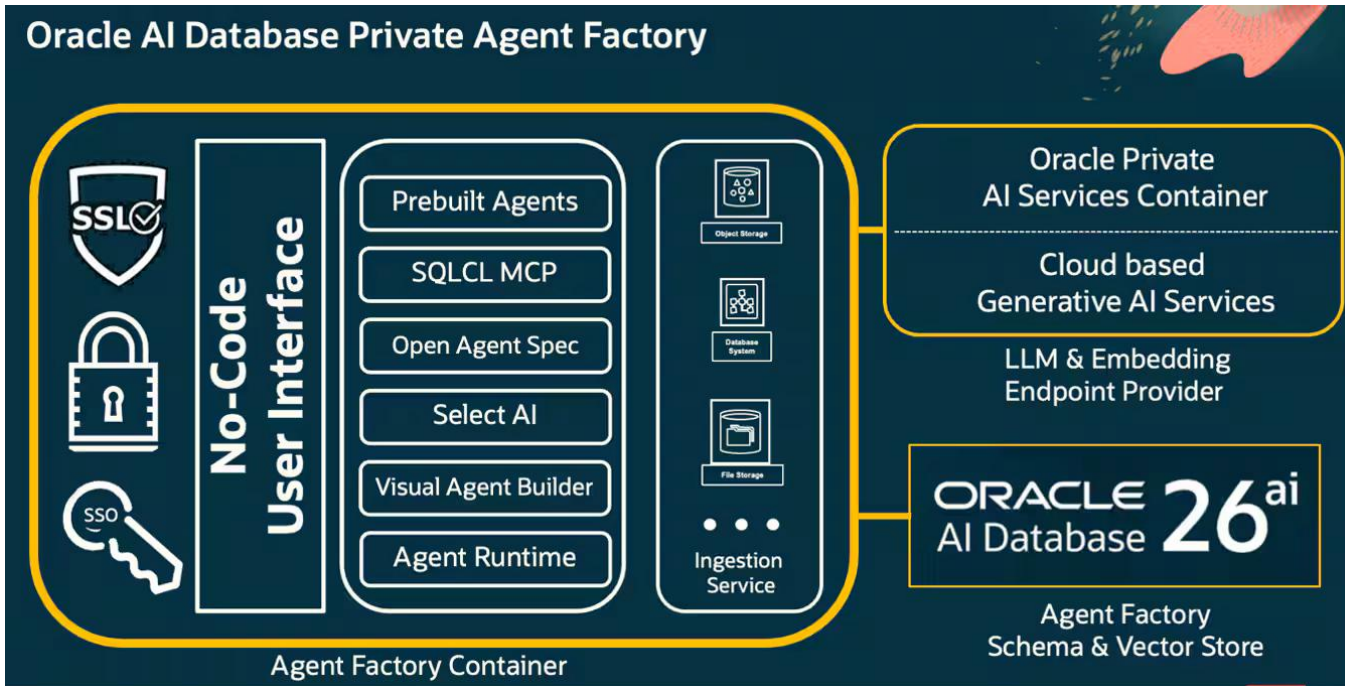 Oracle AI Database Private Agent Factory
SSL
SSO
No-Code
User Interface
Prebuilt Agents
SQLCL MCP
Open Agent Spec
Select AI
Visual Agent Builder
Agent Runtime
Object Storage
Database
System
File Storage
Ingestion
Service
Agent Factory Container
Oracle Private
AI Services Container
Cloud based
Generative AI Services
LLM & Embedding
Endpoint Provider
ORACLE
AI Database 26ai
Agent Factory
Schema & Vector Store